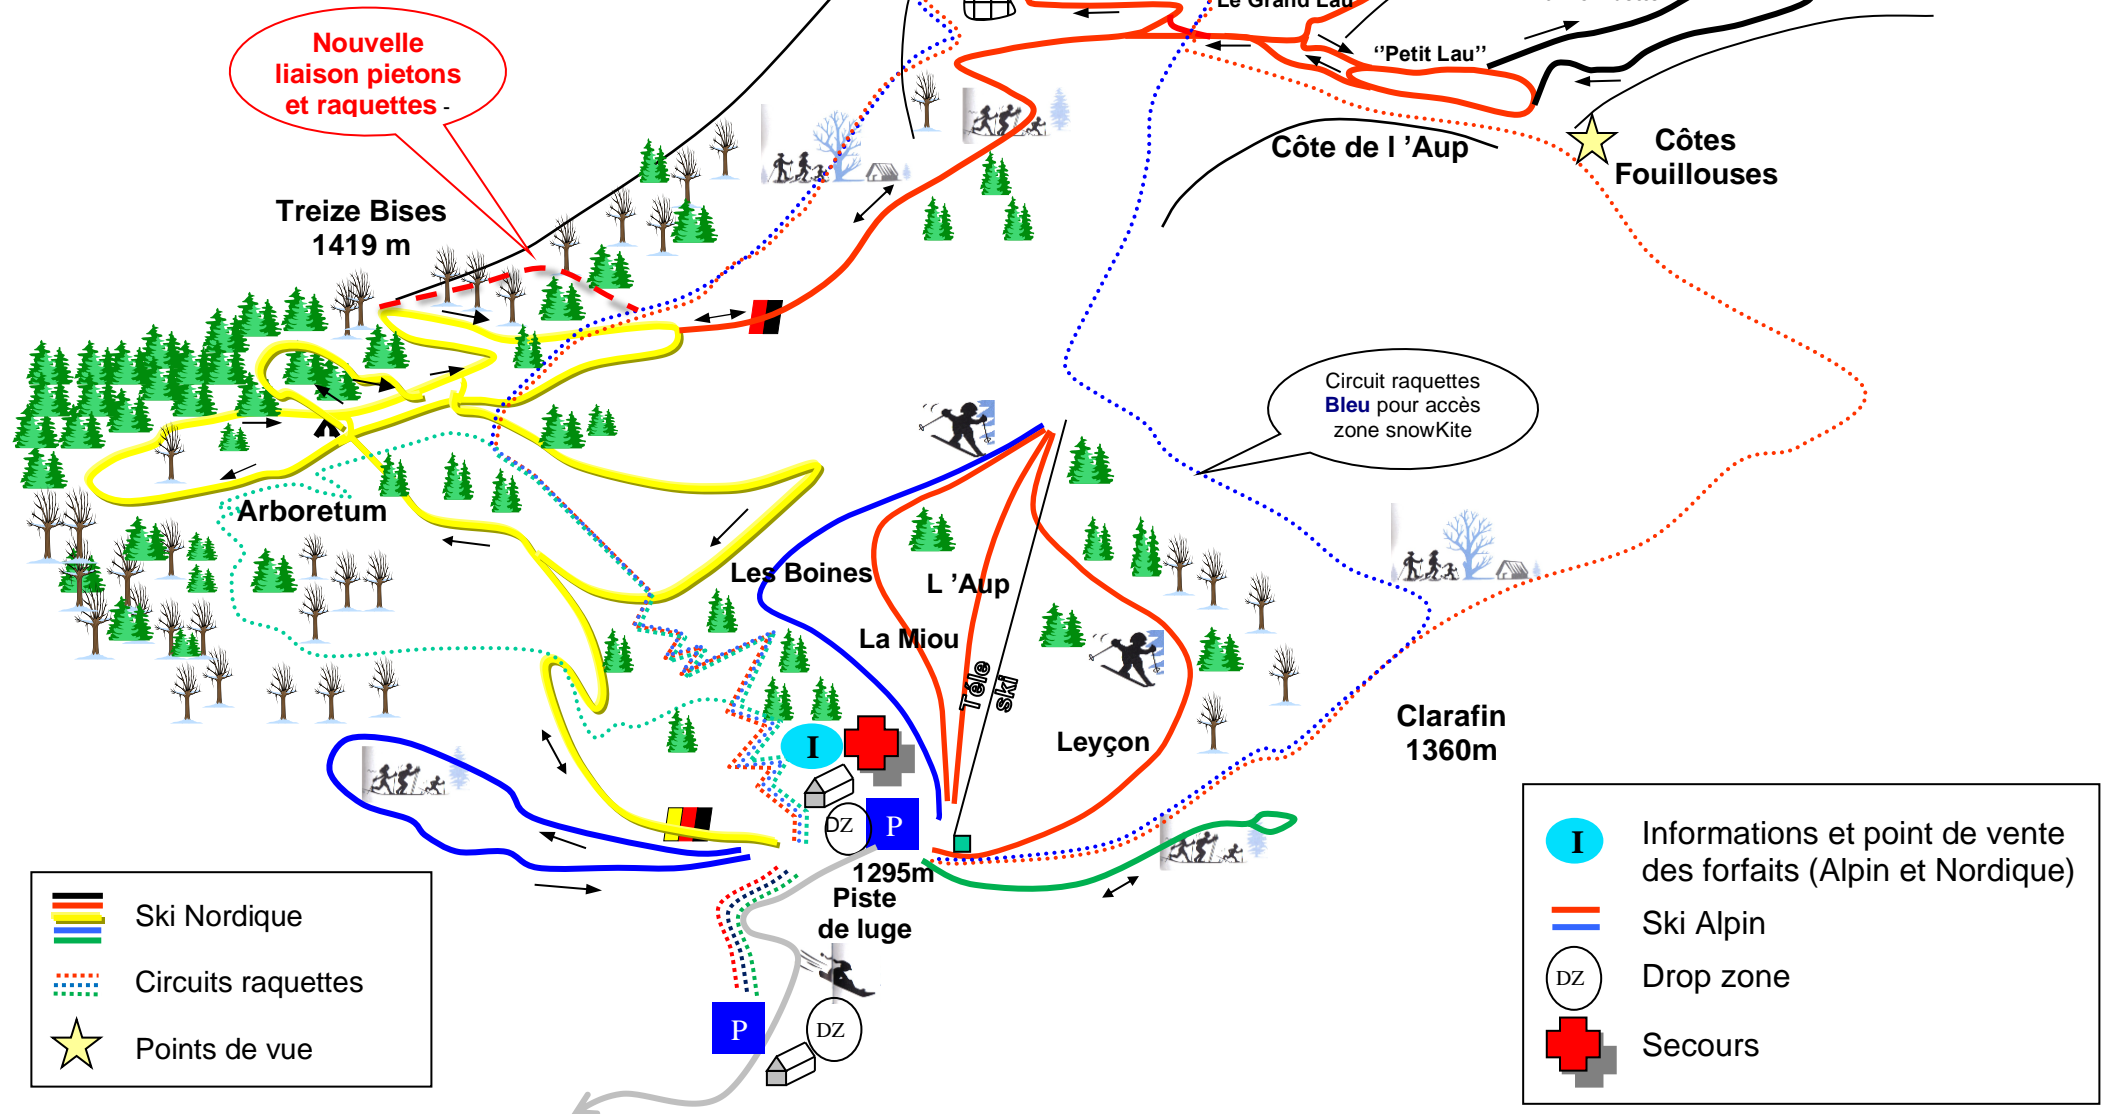 Le Grand Lau
Nouvelle
liaison pietons
et raquettes -
‘’Petit Lau’’
Côte de l ’Aup
Côtes
Fouillouses
Treize Bises
1419 m
Circuit raquettes
Bleu pour accès
zone snowKite
Arboretum
Les Boines
L ’Aup
La Miou
Téle
ski
Leyçon
Clarafin
1360m
I
DZ
P
1295m
Piste
de luge
P
DZ
Ski Nordique
Circuits raquettes
Points de vue
I
Informations et point de vente
des forfaits (Alpin et Nordique)
Ski Alpin
DZ
Drop zone
Secours